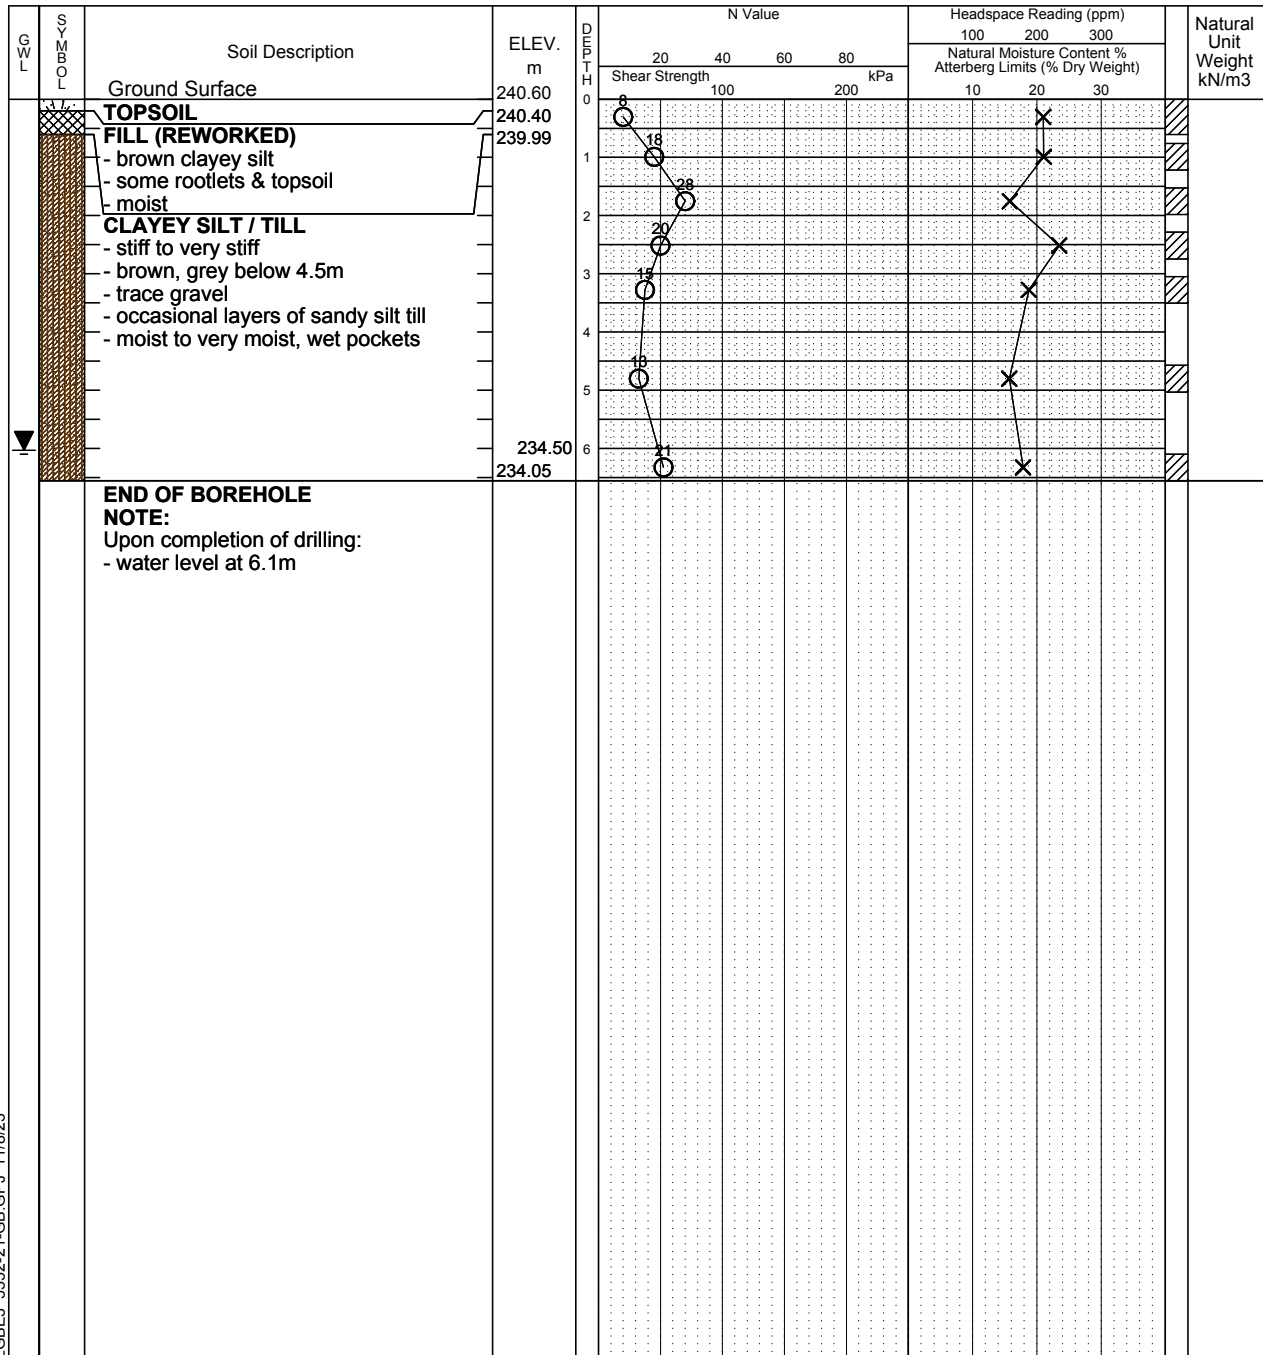 GWL
SYMBOL
Soil Description
Ground Surface
ELEV.
m
DEPTH
N Value
20 40 60 80
Shear Strength kPa
100 200
Headspace Reading (ppm)
100 200 300
Natural Moisture Content %
Atterberg Limits (% Dry Weight)
10 20 30
Natural
Unit
Weight
kN/m3
240.60
0
TOPSOIL
240.40
8
FILL (REWORKED)
239.99
- brown clayey silt
18
1
- some rootlets & topsoil
28
- moist
2
CLAYEY SILT / TILL
20
- stiff to very stiff
- brown, grey below 4.5m
3
15
- trace gravel
- occasional layers of sandy silt till
4
- moist to very moist, wet pockets
13
5
234.50
6
21
234.05
END OF BOREHOLE
NOTE:
Upon completion of drilling:
- water level at 6.1m